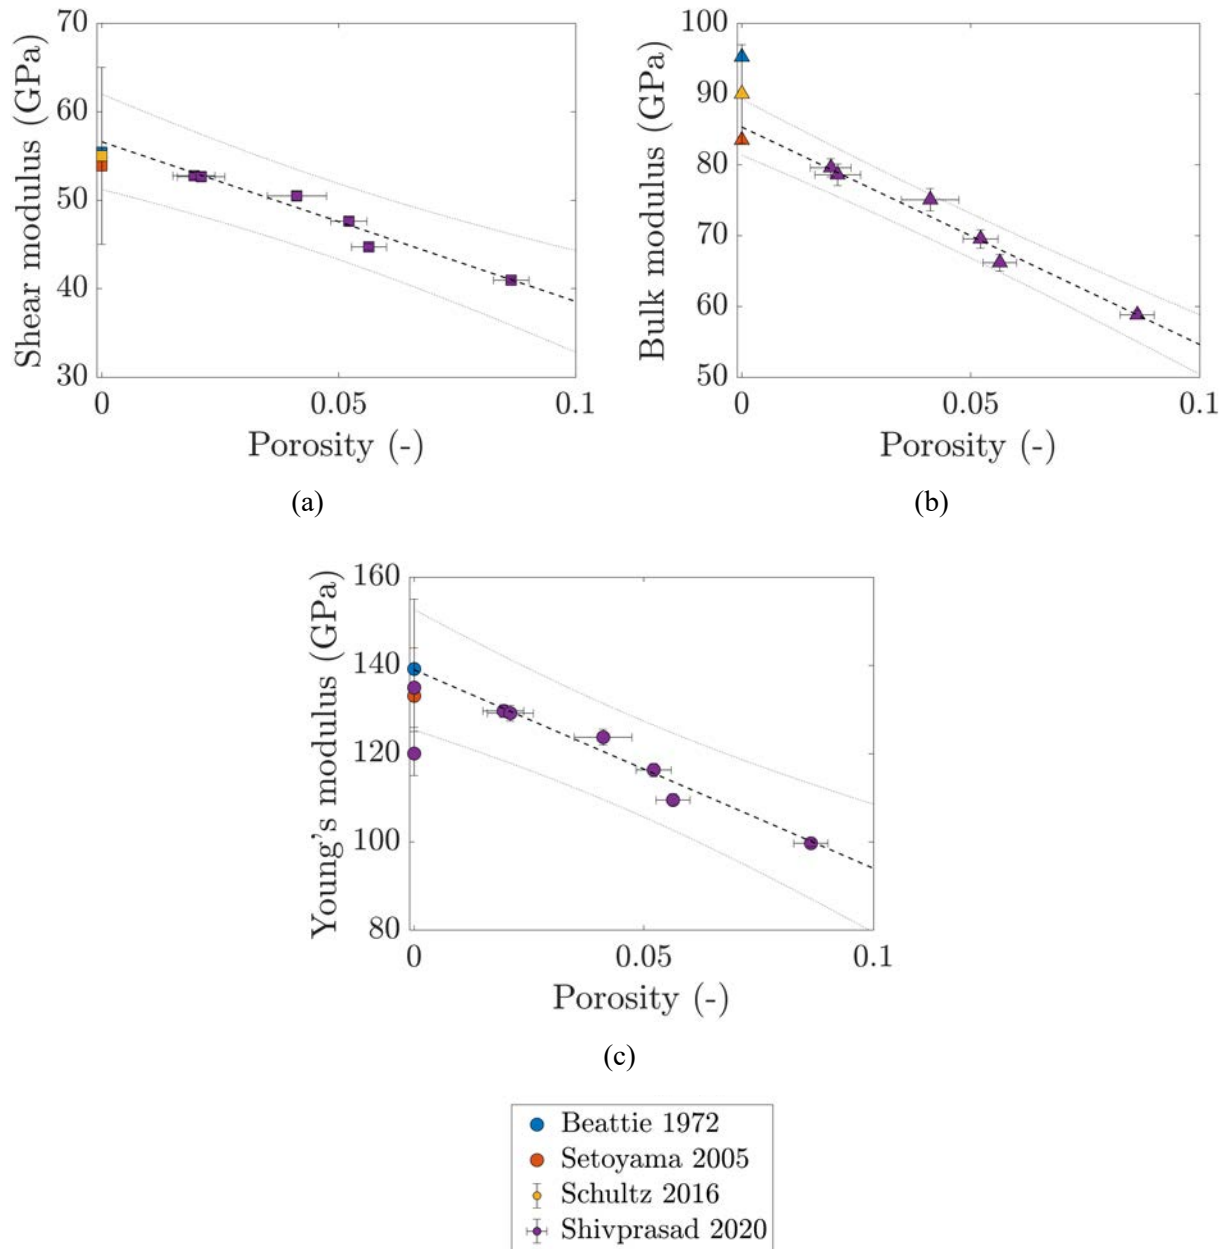 70
60
50
40
30
0
0.05
0.1
Shear modulus (GPa)
Porosity (-)
(a)
100
90
80
70
60
50
0
0.05
0.1
Bulk modulus (GPa)
Porosity (-)
(b)
160
140
120
100
80
0
0.05
0.1
Young's modulus (GPa)
Porosity (-)
(c)
Beattie 1972
Setoyama 2005
Schultz 2016
Shivprasad 2020